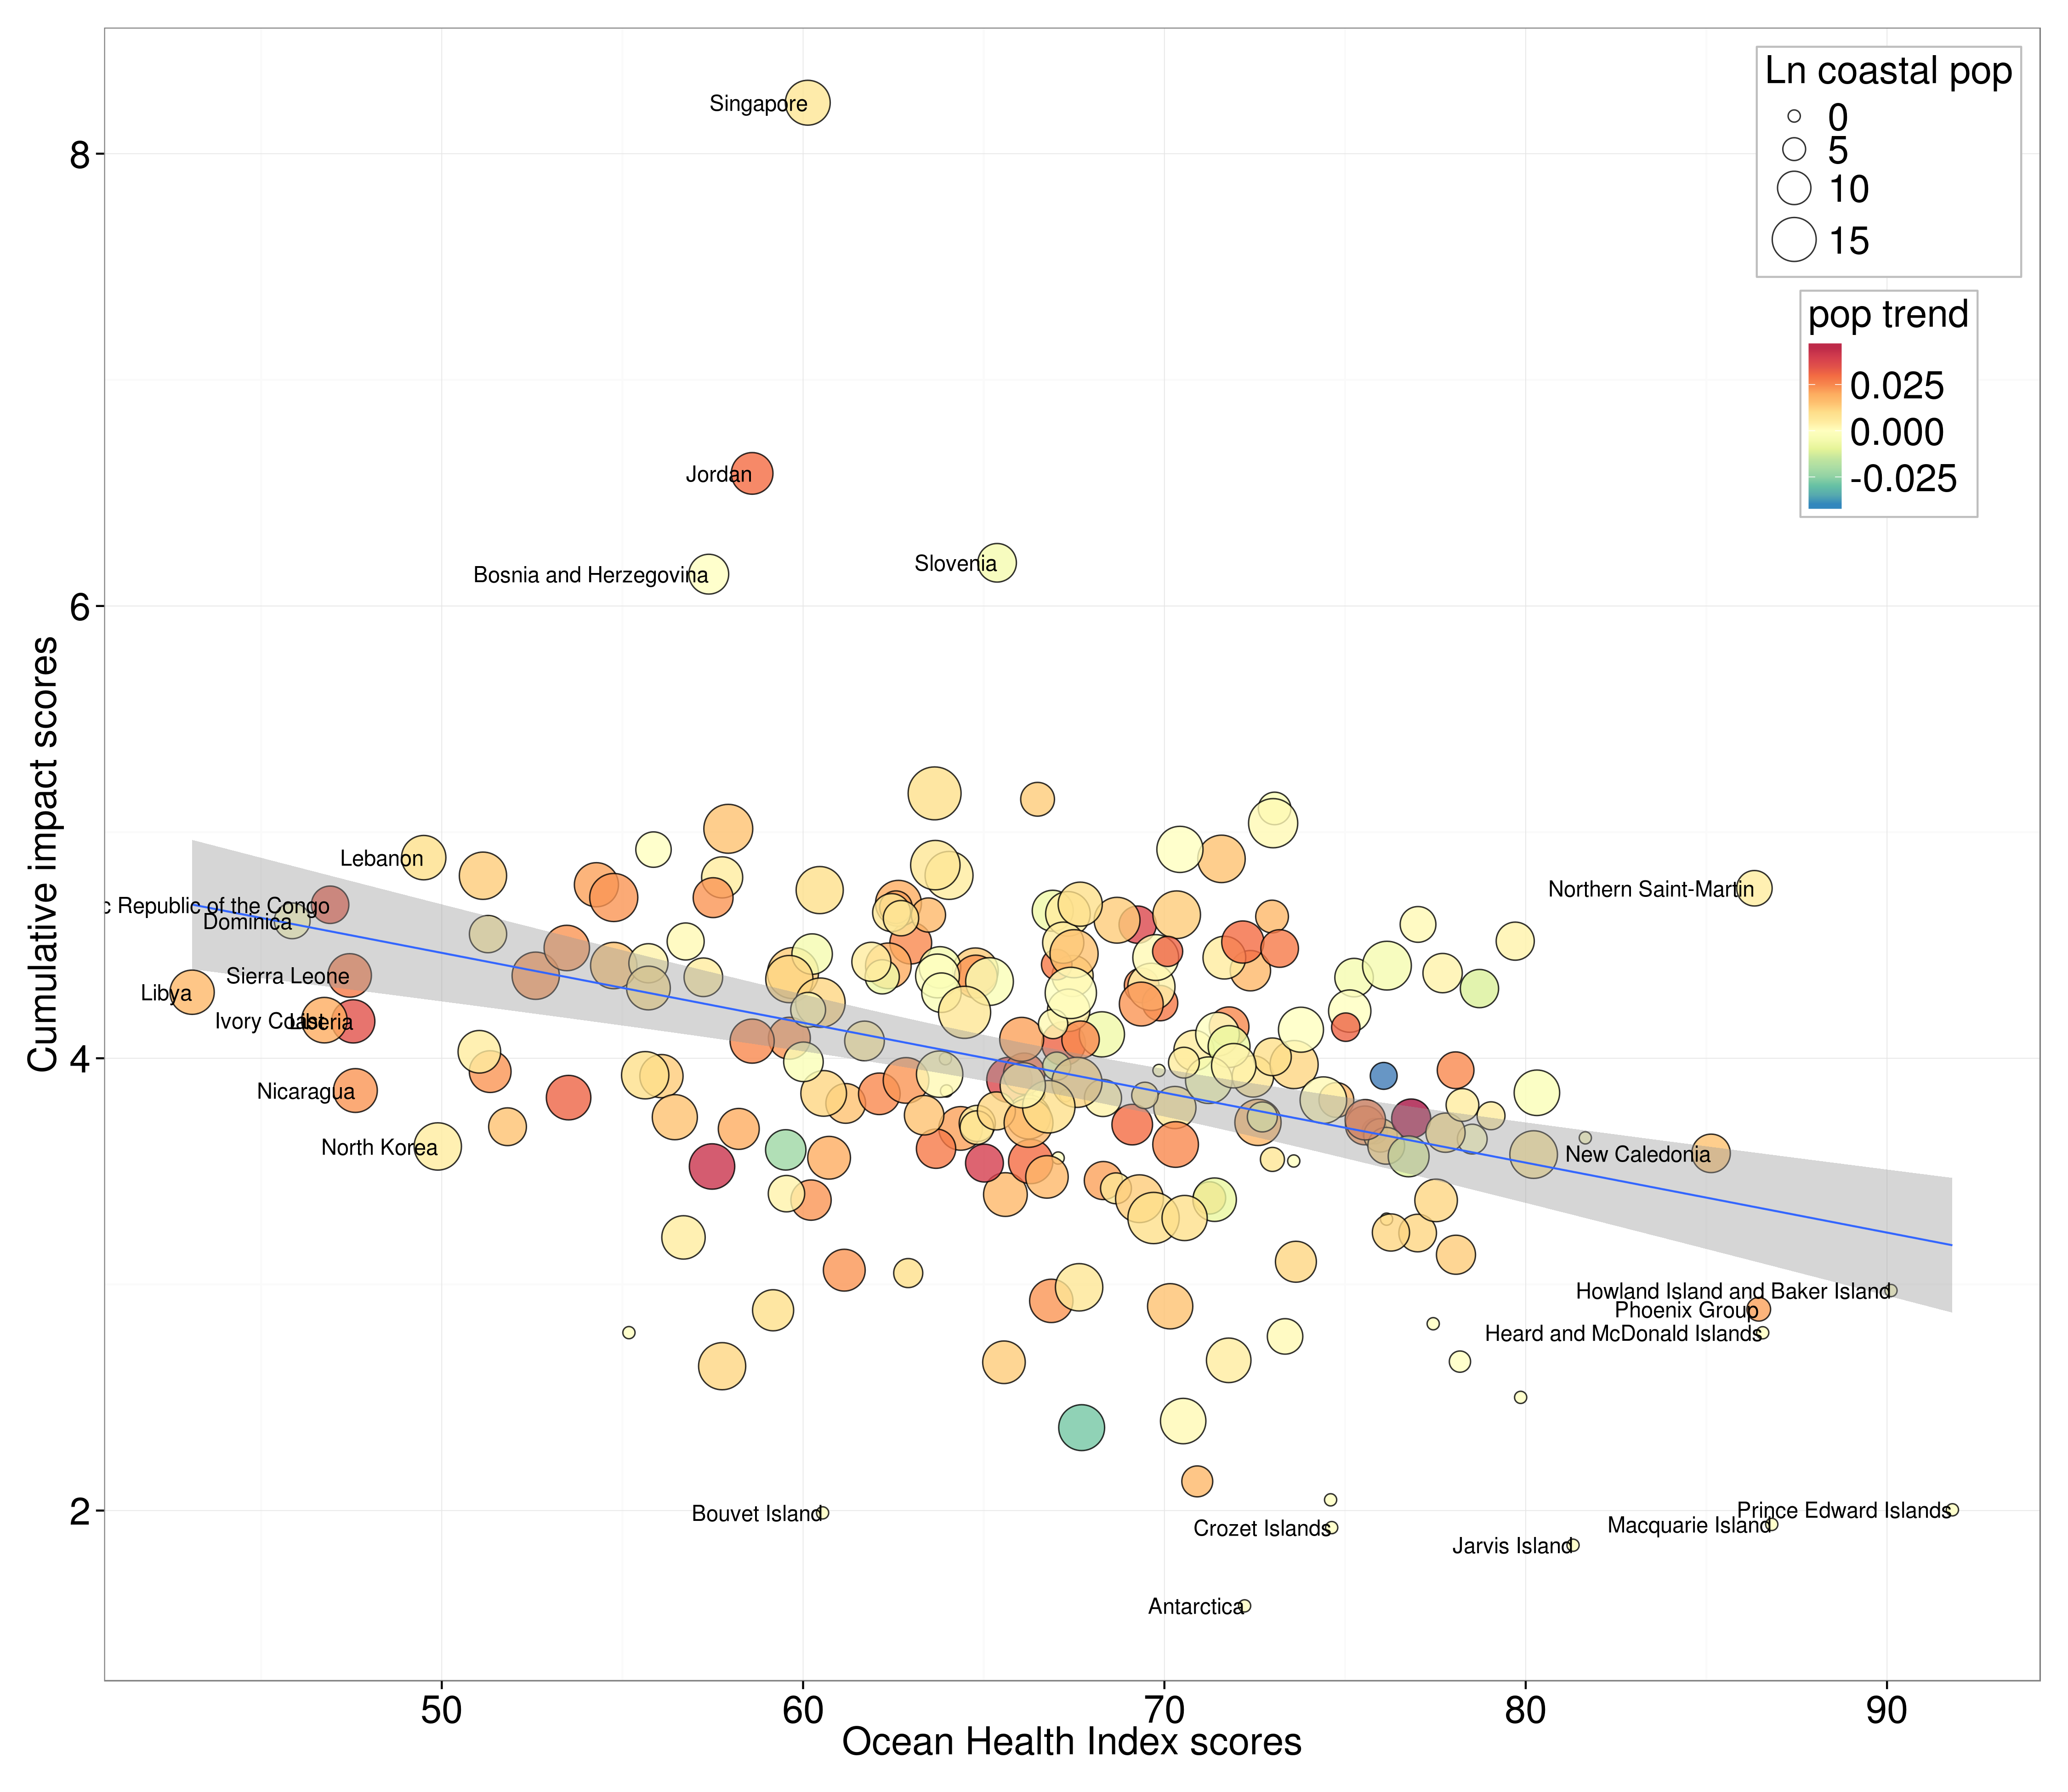 Ln coastal pop
0
5
10
15
pop trend
0.025
0.000
-0.025
Cumulative impact scores
8
6
4
2
Singapore
Jordan
Slovenia
Bosnia and Herzegovina
Lebanon
Northern Saint-Martin
c Republic of the Congo
Dominica
Sierra Leone
Libya
Ivory Coast
Liberia
Nicaragua
North Korea
New Caledonia
Howland Island and Baker Island
Phoenix Group
Heard and McDonald Islands
Prince Edward Islands
Bouvet Island
Macquarie Island
Crozet Islands
Jarvis Island
Antarctica
50
60
70
80
90
Ocean Health Index scores